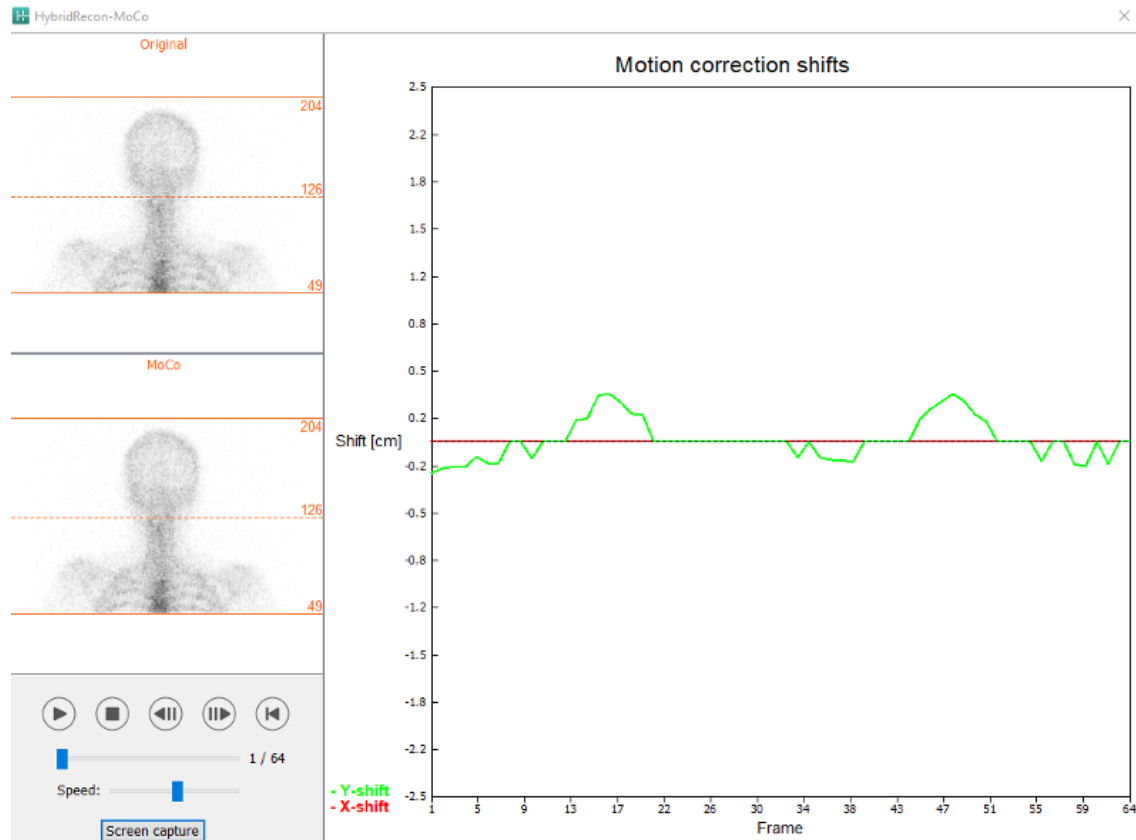 HybridRecon-MoCo
Original
204
126
49
MoCo
204
126
49
1 / 64
Speed:
Screen capture
Motion correction shifts
2.5
2.2
1.8
1.5
1.2
0.8
0.5
0.2
Shift [cm]
-0.2
-0.5
-0.8
-1.2
-1.5
-1.8
-2.2
-2.5
- Y-shift
- X-shift
1 5 9 13 17 22 26 30 34 38 43 47 51 55 59 64
Frame